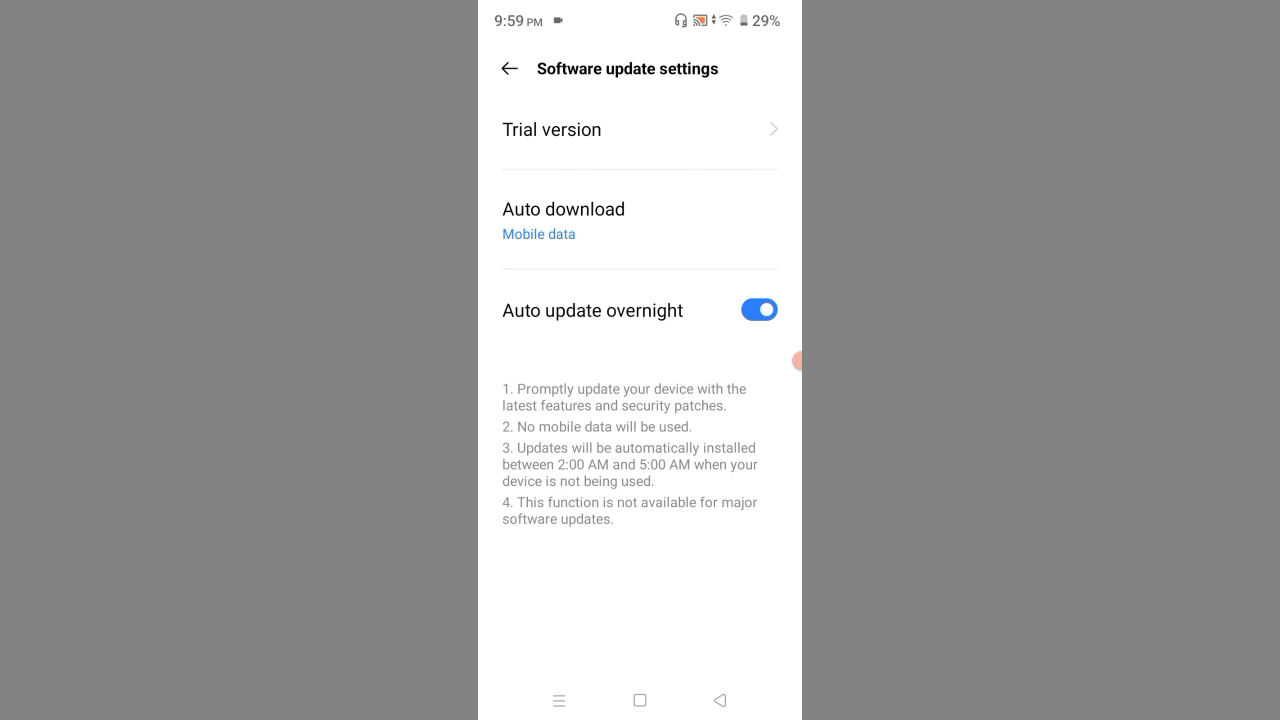 9:59 PM 29%
Software update settings
Trial version
Auto download
Mobile data
Auto update overnight
1. Promptly update your device with the
latest features and security patches.
2. No mobile data will be used.
3. Updates will be automatically installed
between 2:00 AM and 5:00 AM when your
device is not being used.
4. This function is not available for major
software updates.